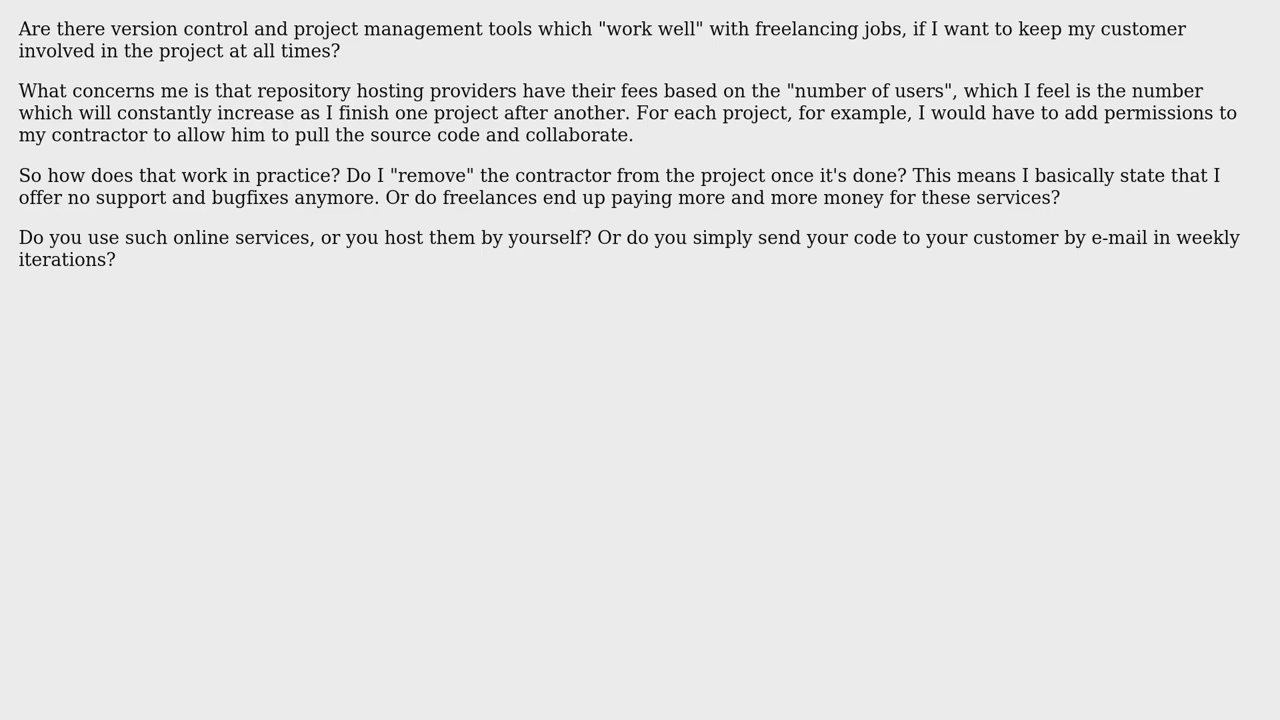 Are there version control and project management tools which "work well" with freelancing jobs, if I want to keep my customer
involved in the project at all times?
What concerns me is that repository hosting providers have their fees based on the "number of users", which I feel is the number
which will constantly increase as I finish one project after another. For each project, for example, I would have to add permissions to
my contractor to allow him to pull the source code and collaborate.
So how does that work in practice? Do I "remove" the contractor from the project once it's done? This means I basically state that I
offer no support and bugfixes anymore. Or do freelances end up paying more and more money for these services?
Do you use such online services, or you host them by yourself? Or do you simply send your code to your customer by e-mail in weekly
iterations?